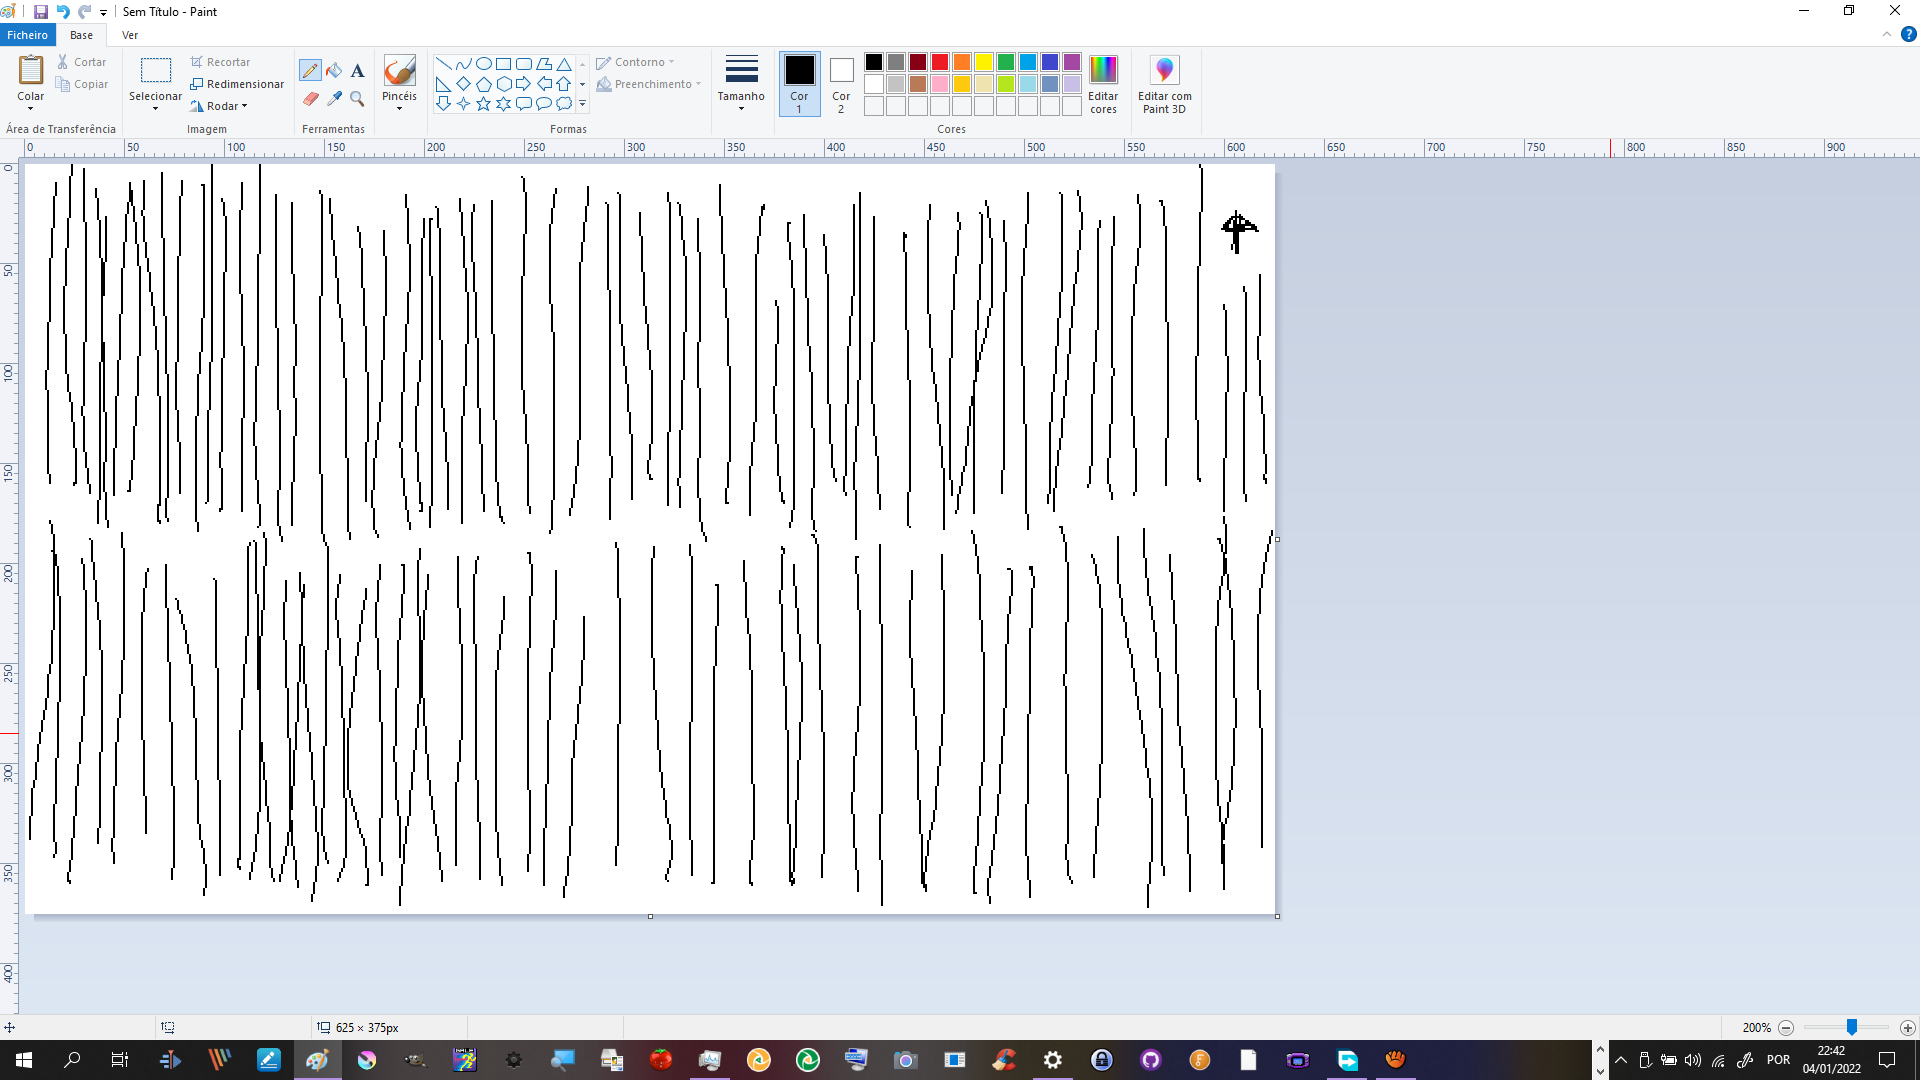 Sem Título - Paint
Ficheiro Base Ver
Colar
Cortar
Copiar
Área de Transferência
Selecionar
Recortar
Redimensionar
Rodar
Imagem
A
Ferramentas
Pincéis
Contorno
Preenchimento
Formas
Tamanho
Cor 1
Cor 2
Editar cores
Cores
Editar com Paint 3D
0 50 100 150 200 250 300 350 400 450 500 550 600 650 700 750 800 850 900
0
50
100
150
200
250
300
350
400
625 × 375px
200%
POR
22:42
04/01/2022